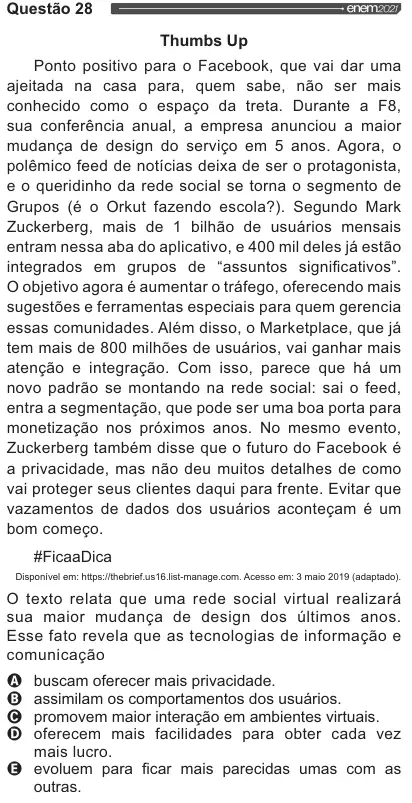 Questão 28
enem2021
Thumbs Up
Ponto positivo para o Facebook, que vai dar uma
ajeitada na casa para, quem sabe, não ser mais
conhecido como o espaço da treta. Durante a F8,
sua conferência anual, a empresa anunciou a maior
mudança de design do serviço em 5 anos. Agora, o
polêmico feed de notícias deixa de ser o protagonista,
e o queridinho da rede social se torna o segmento de
Grupos (é o Orkut fazendo escola?). Segundo Mark
Zuckerberg, mais de 1 bilhão de usuários mensais
entram nessa aba do aplicativo, e 400 mil deles já estão
integrados em grupos de “assuntos significativos”.
O objetivo agora é aumentar o tráfego, oferecendo mais
sugestões e ferramentas especiais para quem gerencia
essas comunidades. Além disso, o Marketplace, que já
tem mais de 800 milhões de usuários, vai ganhar mais
atenção e integração. Com isso, parece que há um
novo padrão se montando na rede social: sai o feed,
entra a segmentação, que pode ser uma boa porta para
monetização nos próximos anos. No mesmo evento,
Zuckerberg também disse que o futuro do Facebook é
a privacidade, mas não deu muitos detalhes de como
vai proteger seus clientes daqui para frente. Evitar que
vazamentos de dados dos usuários aconteçam é um
bom começo.
#FicaaDica
Disponível em: https://thebrief.us16.list-manage.com. Acesso em: 3 maio 2019 (adaptado).
O texto relata que uma rede social virtual realizará
sua maior mudança de design dos últimos anos.
Esse fato revela que as tecnologias de informação e
comunicação
A buscam oferecer mais privacidade.
B assimilam os comportamentos dos usuários.
C promovem maior interação em ambientes virtuais.
D oferecem mais facilidades para obter cada vez
mais lucro.
E evoluem para ficar mais parecidas umas com as
outras.